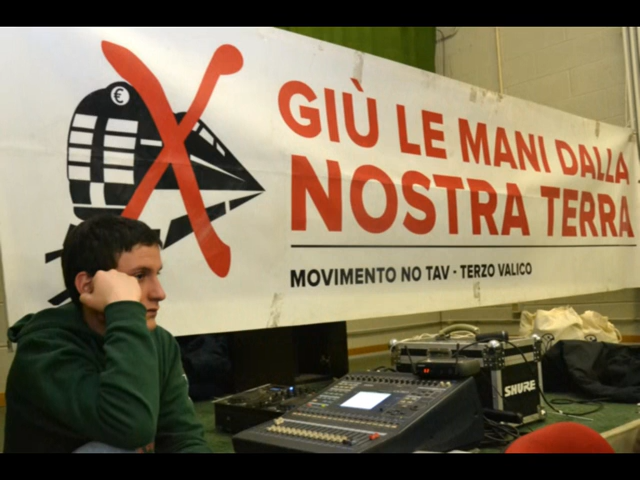 €
GIÙ LE MANI DALLA
NOSTRA TERRA
MOVIMENTO NO TAV - TERZO VALICO
SHURE